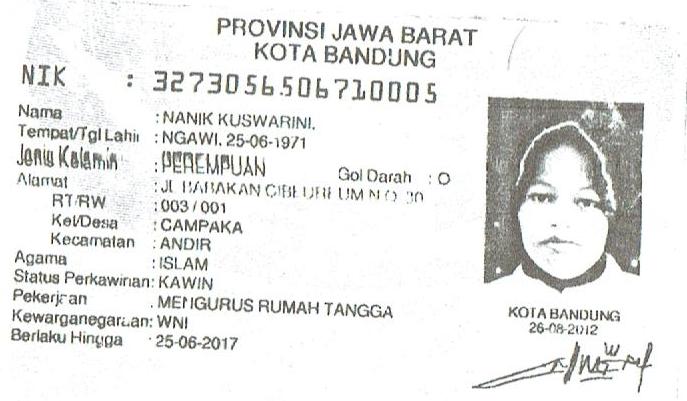 PROVINSI JAWA BARAT
KOTA BANDUNG
NIK : 3273056506710005
Nama : NANIK KUSWARINI.
Tempat/Tgl Lahir : NGAWI, 25-06-1971
Jenis Kelamin : PEREMPUAN Gol Darah : O
Alamat : JL BABAKAN CIBEUREUM NO 30
RT/RW : 003 / 001
Kel/Desa : CAMPAKA
Kecamatan : ANDIR
Agama : ISLAM
Status Perkawinan: KAWIN
Pekerjaan : MENGURUS RUMAH TANGGA
Kewarganegaraan: WNI
Berlaku Hingga : 25-06-2017
KOTA BANDUNG
26-08-2012